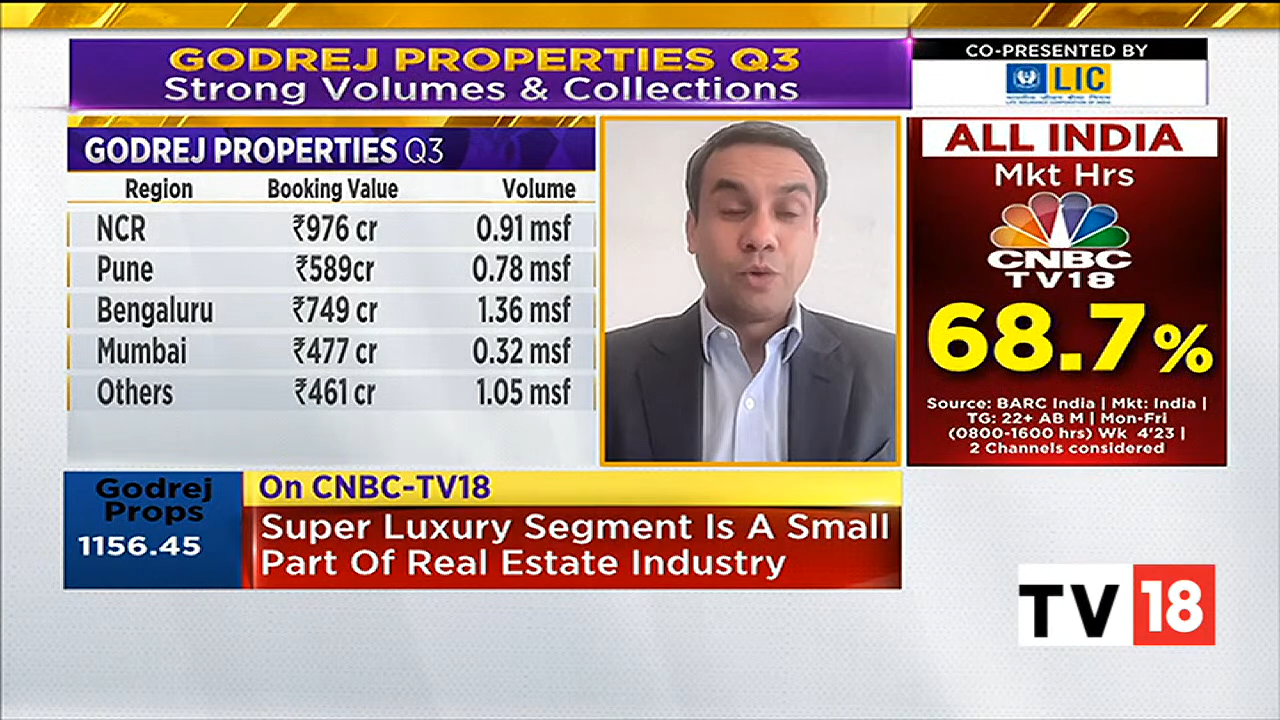 GODREJ PROPERTIES Q3
Strong Volumes & Collections
CO-PRESENTED BY
LIC
GODREJ PROPERTIES Q3
Region Booking Value Volume
NCR ₹976 cr 0.91 msf
Pune ₹589cr 0.78 msf
Bengaluru ₹749 cr 1.36 msf
Mumbai ₹477 cr 0.32 msf
Others ₹461 cr 1.05 msf
ALL INDIA
Mkt Hrs
CNBC
TV18
68.7%
Source: BARC India | Mkt: India |
TG: 22+ AB M | Mon-Fri
(0800-1600 hrs) Wk 4'23 |
2 Channels considered
Godrej
Props
1156.45
On CNBC-TV18
Super Luxury Segment Is A Small
Part Of Real Estate Industry
TV18